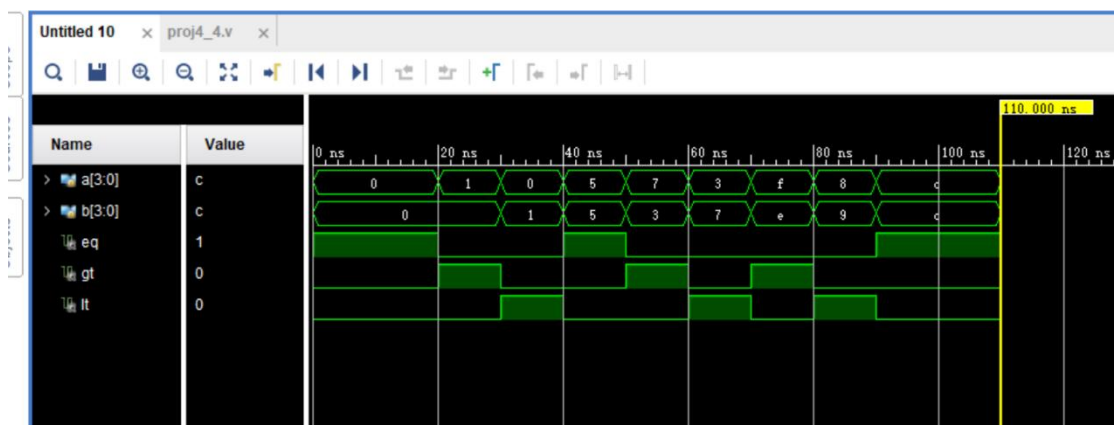 Untitled 10 × proj4_4.v ×
110.000 ns
Name Value
0 ns 20 ns 40 ns 60 ns 80 ns 100 ns 120 ns
a[3:0] c 0 1 0 5 7 3 f 8 c
b[3:0] c 0 1 5 3 7 e 9 c
eq 1
gt 0
lt 0